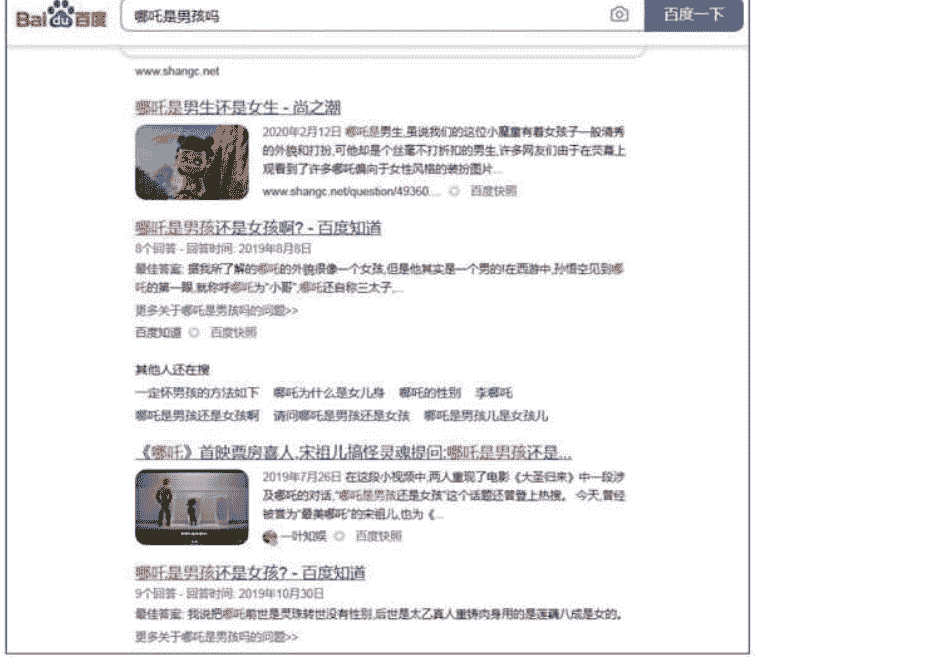 Bai du 百度 哪吒是男孩吗 百度一下
www.shangc.net
哪吒是男生还是女生 - 尚之潮
2020年2月12日 哪吒是男生,虽说我们的这位小魔童有着女孩子一般清秀
的外貌和打扮,可他却是个丝毫不打折扣的男生,许多网友们由于在荧幕上
观看到了许多哪吒偏向于女性风格的装扮图片...
www.shangc.net/question/49360.... 百度快照
哪吒是男孩还是女孩啊? - 百度知道
8个回答 - 回答时间: 2019年8月8日
最佳答案: 据我所了解的哪吒的外貌很像一个女孩,但是他其实是一个男的!在西游中,孙悟空见到哪
吒的第一眼,就称呼哪吒为“小哥”,哪吒还自称三太子,...
更多关于哪吒是男孩吗的问题>>
百度知道 百度快照
其他人还在搜
一定怀男孩的方法如下 哪吒为什么是女儿身 哪吒的性别 李哪吒
哪吒是男孩还是女孩啊 请问哪吒是男孩还是女孩 哪吒是男孩儿是女孩儿
《哪吒》首映票房喜人,宋祖儿搞怪灵魂提问:哪吒是男孩还是...
2019年7月26日 在这段小视频中,两人重现了电影《大圣归来》中一段涉
及哪吒的对话,“哪吒是男孩还是女孩”这个话题还曾登上热搜。 今天,曾经
被誉为“最美哪吒”的宋祖儿,也为《...
一叶知娱 百度快照
哪吒是男孩还是女孩? - 百度知道
9个回答 - 回答时间: 2019年10月30日
最佳答案: 我说把哪吒前世是灵珠转世没有性别,后世是太乙真人重铸肉身用的是莲藕八成是女的。
更多关于哪吒是男孩吗的问题>>